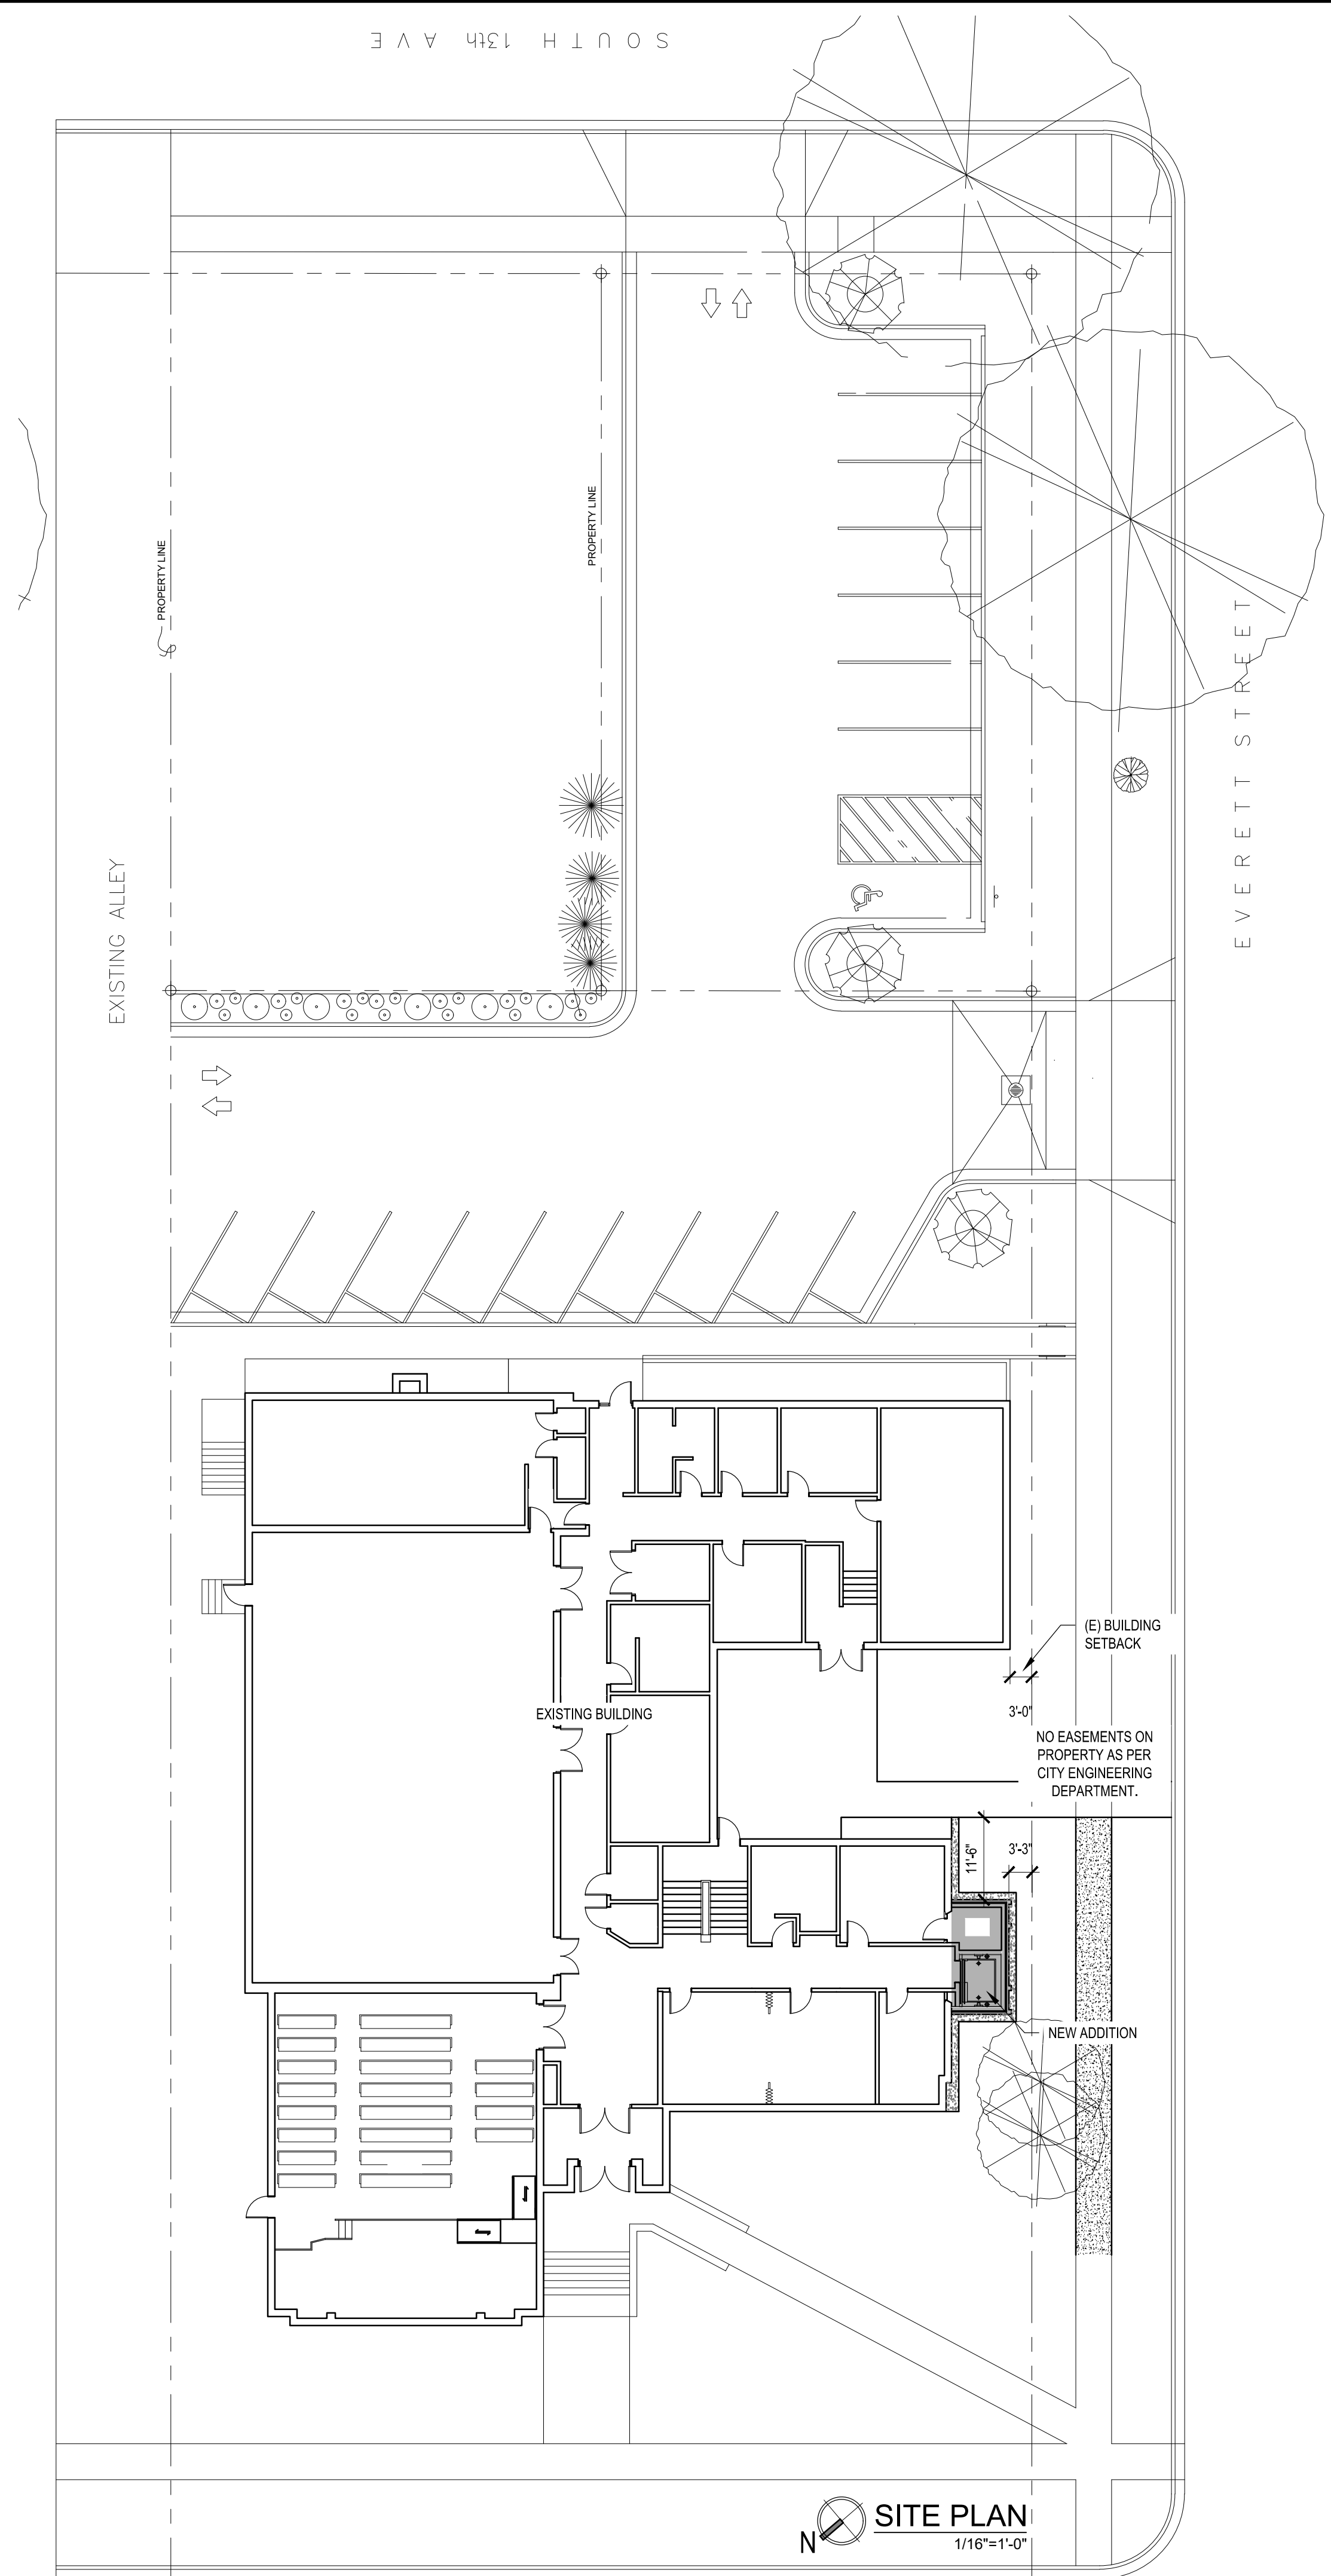 SOUTH 13th AVE
PROPERTY LINE
PROPERTY LINE
EVERETT STREET
EXISTING ALLEY
(E) BUILDING
SETBACK
3'-0"
EXISTING BUILDING
NO EASEMENTS ON
PROPERTY AS PER
CITY ENGINEERING
DEPARTMENT.
11'-6"
3'-3"
NEW ADDITION
N
SITE PLAN
1/16"=1'-0"